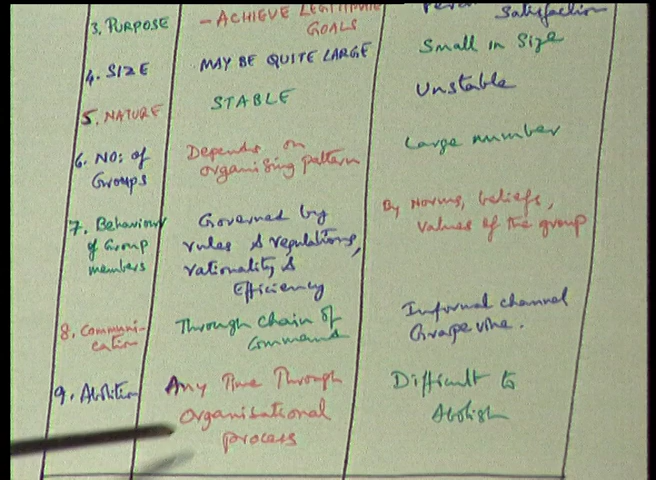 3. PURPOSE
- ACHIEVE LEGITIMATE
GOALS
Satisfaction
4. SIZE
MAY BE QUITE LARGE
Small in Size
5. NATURE
STABLE
Unstable
6. NO: of
Groups
Depends on
organising pattern
Large number
7. Behaviour
of Group
members
Governed by
rules & regulations,
rationality &
Efficiency
By Norms, beliefs,
values of the group
8. Communi-
cation
Through chain of
Command
Informal channel
Grapevine.
9. Abolition
Any Time Through
organisational
process
Difficult to
Abolish